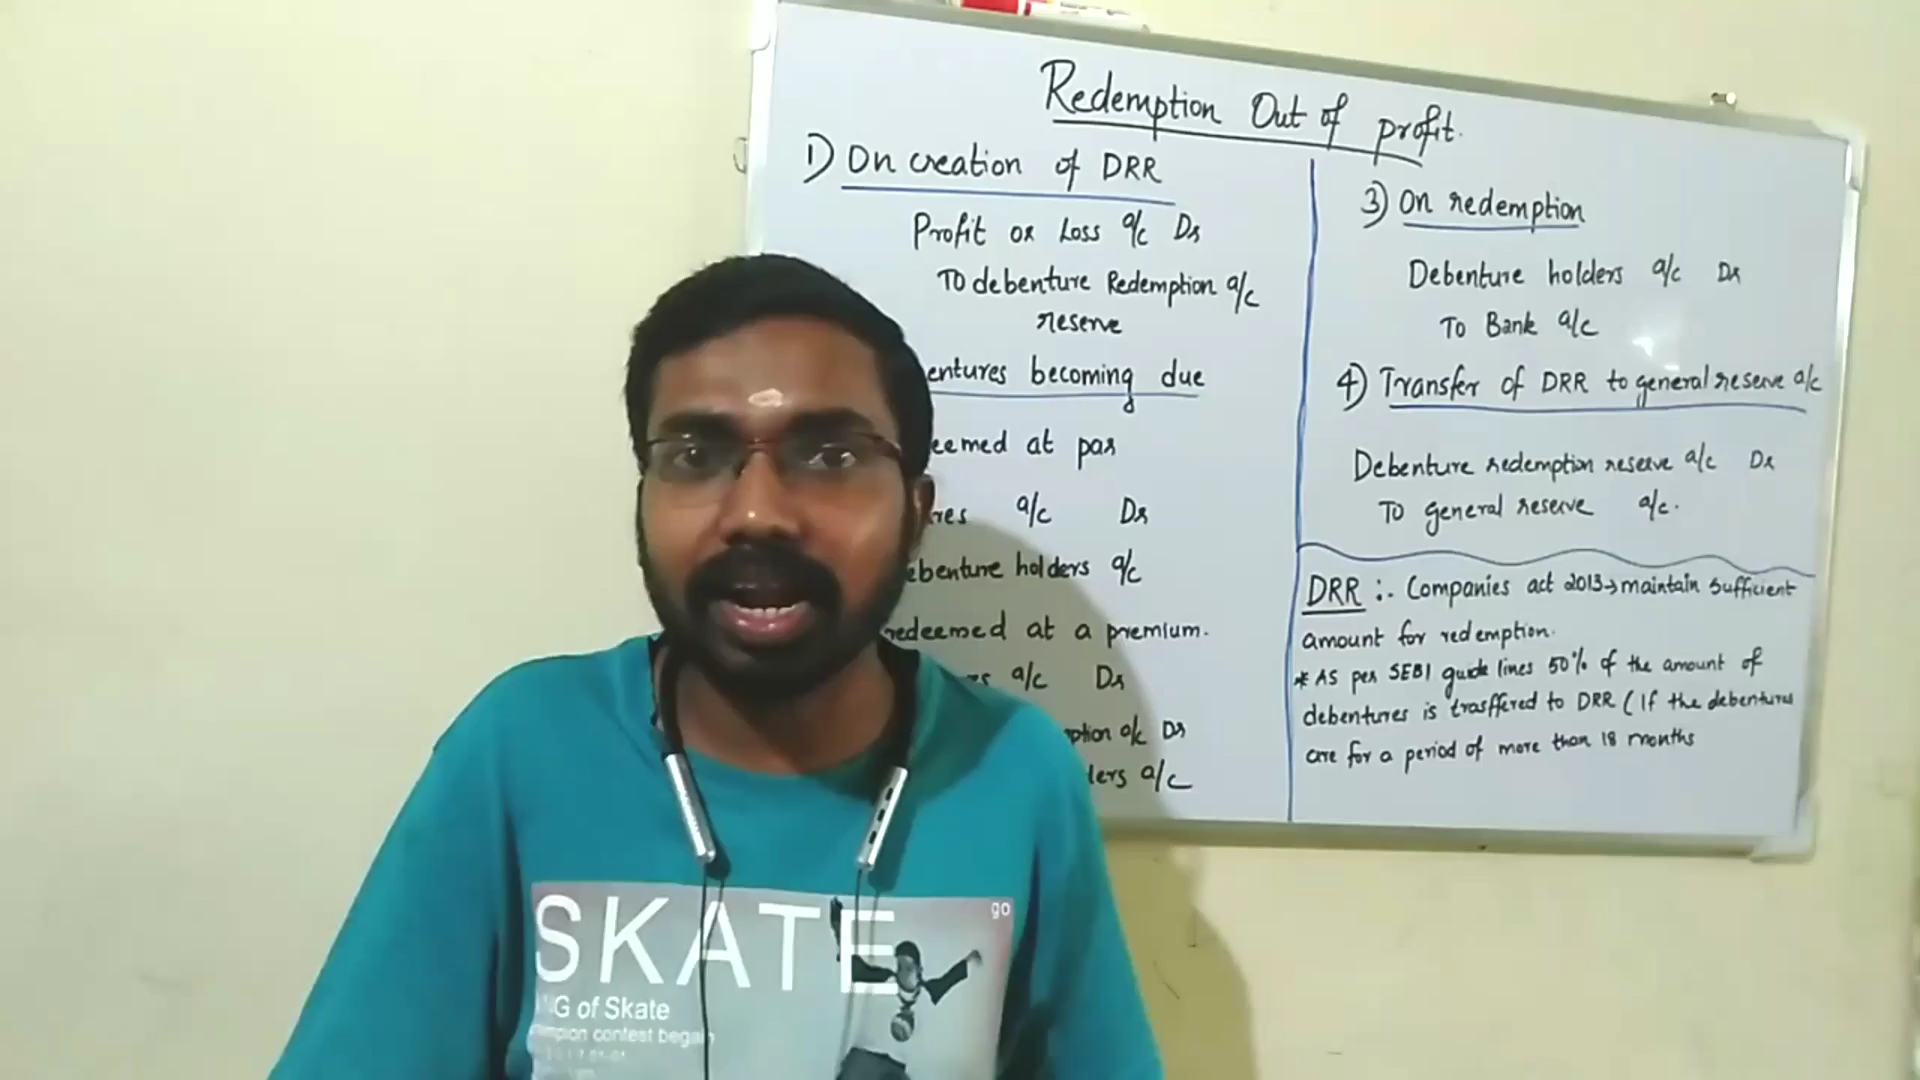 Redemption Out of profit.
1) On creation of DRR
Profit or Loss a/c Dr
To debenture Redemption a/c
reserve
becoming due
at par
a/c Dr
holders a/c
redeemed at a premium.
a/c Dr
a/c Dr
a/c
3) On redemption
Debenture holders a/c Dr
To Bank a/c
4) Transfer of DRR to general reserve a/c
Debenture redemption reserve a/c Dr
To general reserve a/c.
DRR :- Companies act 2013→maintain sufficient
amount for redemption.
* AS per SEBI guide lines 50% of the amount of
debentures is trasffered to DRR (If the debentures
are for a period of more than 18 months
SKATE
go
of Skate
contest